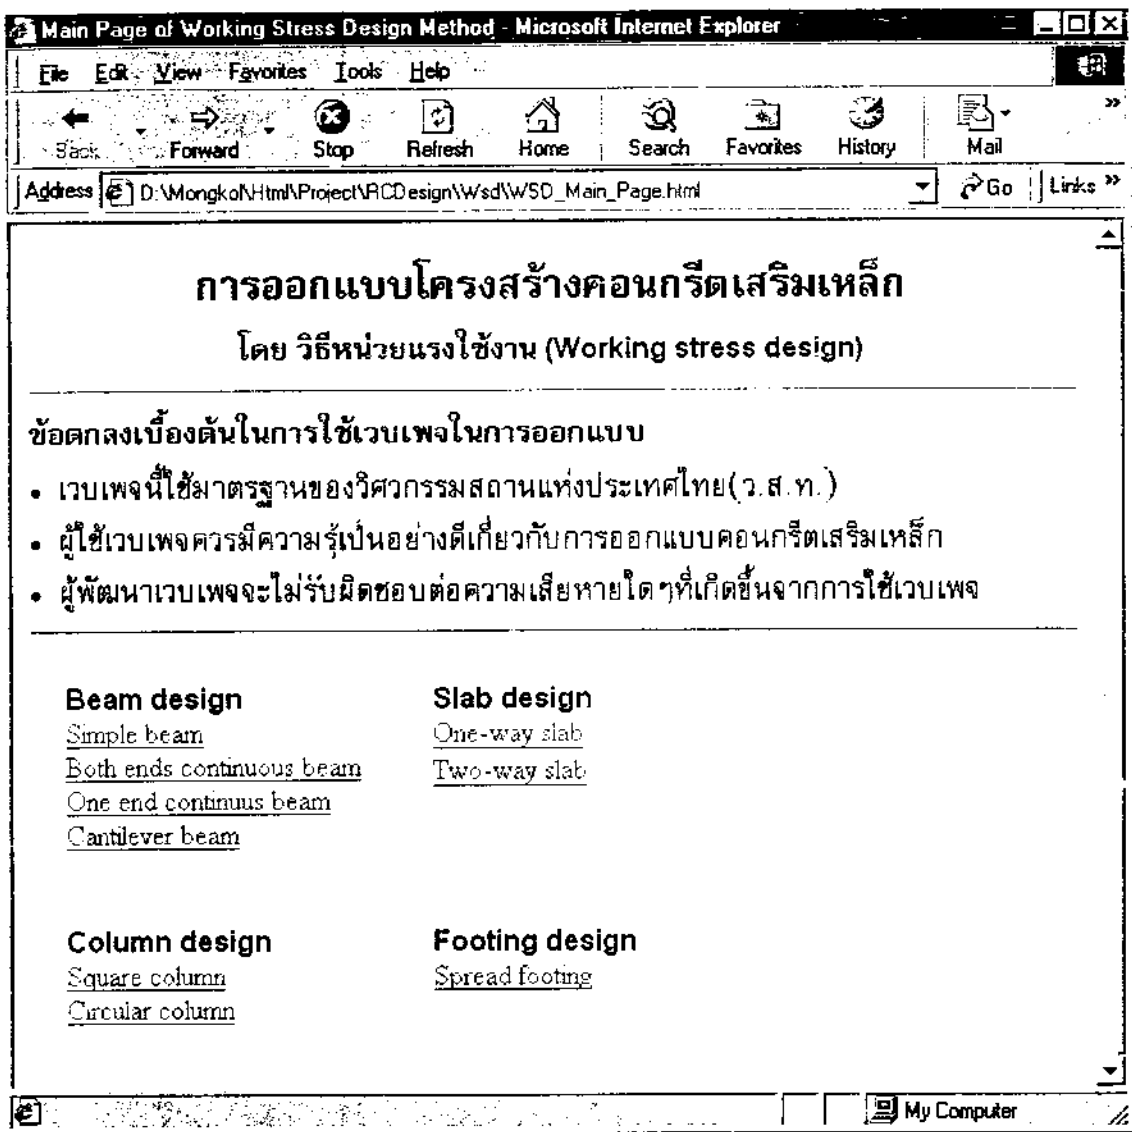 Main Page of Working Stress Design Method - Microsoft Internet Explorer
File Edit View Favorites Tools Help
Back Forward Stop Refresh Home Search Favorites History Mail »
Address D:\Mongkol\Html\Project\RCDesign\Wsd\WSD_Main_Page.html Go Links »
การออกแบบโครงสร้างคอนกรีตเสริมเหล็ก
โดย วิธีหน่วยแรงใช้งาน (Working stress design)
ข้อตกลงเบื้องต้นในการใช้เวบเพจในการออกแบบ
• เวบเพจนี้ใช้มาตรฐานของวิศวกรรมสถานแห่งประเทศไทย(ว.ส.ท.)
• ผู้ใช้เวบเพจควรมีความรู้เป็นอย่างดีเกี่ยวกับการออกแบบคอนกรีตเสริมเหล็ก
• ผู้พัฒนาเวบเพจจะไม่รับผิดชอบต่อความเสียหายใดๆที่เกิดขึ้นจากการใช้เวบเพจ
Beam design
Simple beam
Both ends continuous beam
One end continuus beam
Cantilever beam
Slab design
One-way slab
Two-way slab
Column design
Square column
Circular column
Footing design
Spread footing
My Computer